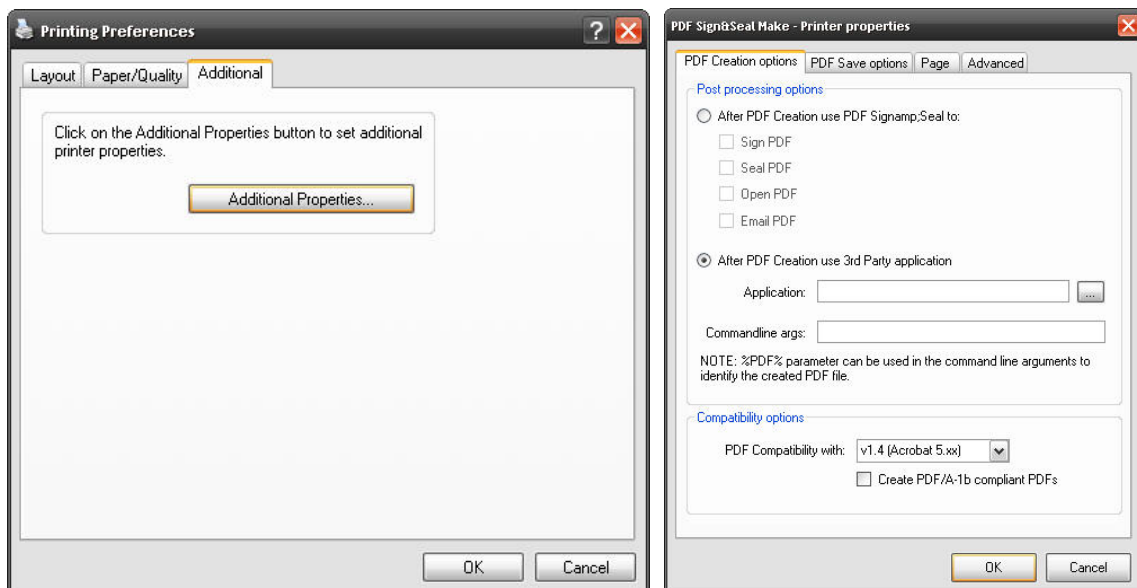 Printing Preferences
Layout
Paper/Quality
Additional
Click on the Additional Properties button to set additional
printer properties.
Additional Properties...
OK
Cancel
PDF Sign&Seal Make - Printer properties
PDF Creation options
PDF Save options
Page
Advanced
Post processing options
After PDF Creation use PDF Signamp;Seal to:
Sign PDF
Seal PDF
Open PDF
Email PDF
After PDF Creation use 3rd Party application
Application:
...
Commandline args:
NOTE: %PDF% parameter can be used in the command line arguments to
identify the created PDF file.
Compatibility options
PDF Compatibility with:
v1.4 (Acrobat 5.xx)
Create PDF/A-1b compliant PDFs
OK
Cancel